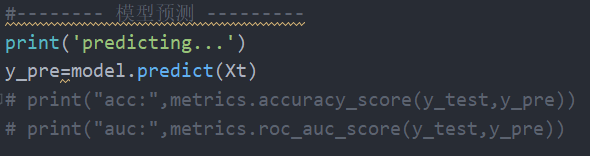 #-------- 模型预测 ---------
print('predicting...')
y_pre=model.predict(Xt)
# print("acc:",metrics.accuracy_score(y_test,y_pre))
# print("auc:",metrics.roc_auc_score(y_test,y_pre))